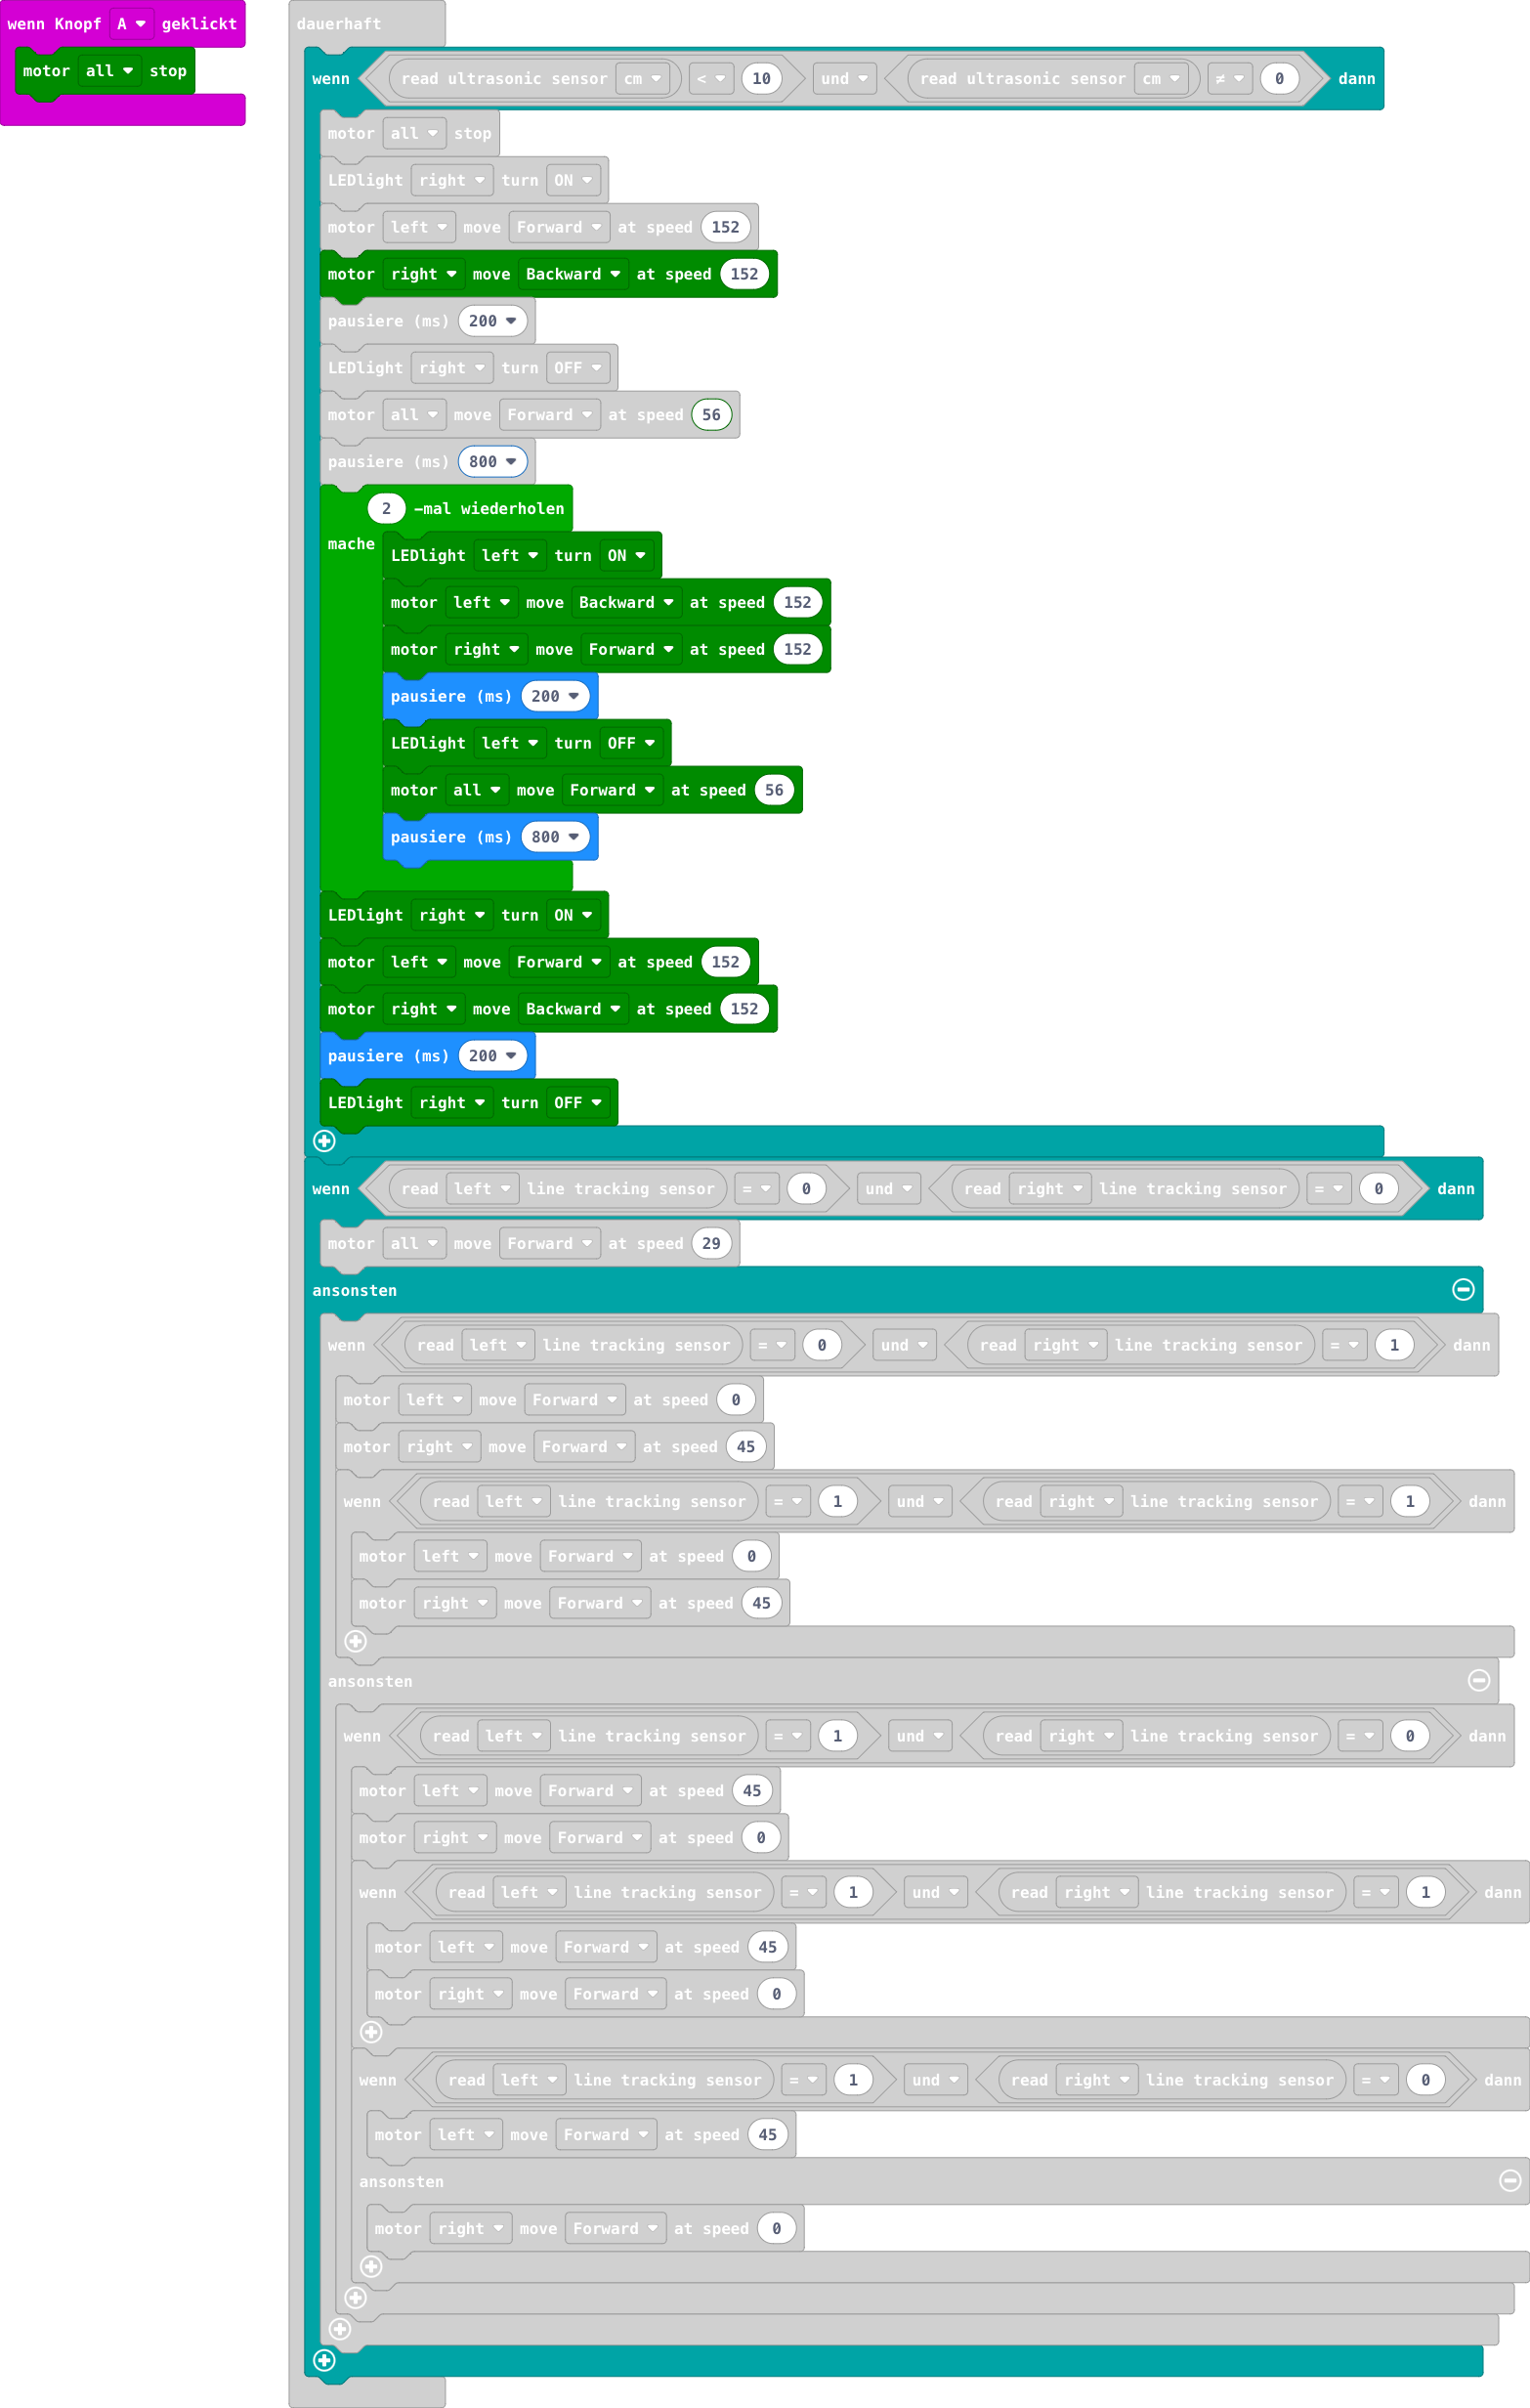 wenn Knopf A geklickt
motor all stop
dauerhaft
wenn read ultrasonic sensor cm < 10 und read ultrasonic sensor cm ≠ 0 dann
motor all stop
LEDlight right turn ON
motor left move Forward at speed 152
motor right move Backward at speed 152
pausiere (ms) 200
LEDlight right turn OFF
motor all move Forward at speed 56
pausiere (ms) 800
2 -mal wiederholen
mache LEDlight left turn ON
motor left move Backward at speed 152
motor right move Forward at speed 152
pausiere (ms) 200
LEDlight left turn OFF
motor all move Forward at speed 56
pausiere (ms) 800
LEDlight right turn ON
motor left move Forward at speed 152
motor right move Backward at speed 152
pausiere (ms) 200
LEDlight right turn OFF
wenn read left line tracking sensor = 0 und read right line tracking sensor = 0 dann
motor all move Forward at speed 29
ansonsten
wenn read left line tracking sensor = 0 und read right line tracking sensor = 1 dann
motor left move Forward at speed 0
motor right move Forward at speed 45
wenn read left line tracking sensor = 1 und read right line tracking sensor = 1 dann
motor left move Forward at speed 0
motor right move Forward at speed 45
ansonsten
wenn read left line tracking sensor = 1 und read right line tracking sensor = 0 dann
motor left move Forward at speed 45
motor right move Forward at speed 0
wenn read left line tracking sensor = 1 und read right line tracking sensor = 1 dann
motor left move Forward at speed 45
motor right move Forward at speed 0
wenn read left line tracking sensor = 1 und read right line tracking sensor = 0 dann
motor left move Forward at speed 45
ansonsten
motor right move Forward at speed 0